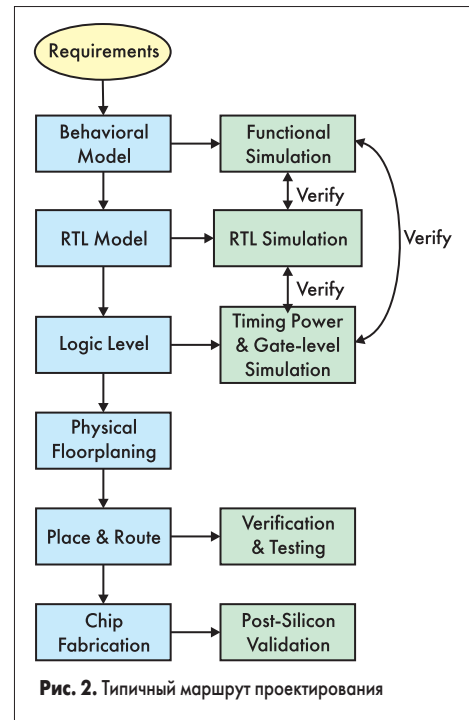 Requirements
Behavioral
Model
Functional
Simulation
Verify
RTL Model
RTL Simulation
Verify
Verify
Logic Level
Timing Power
& Gate-level
Simulation
Physical
Floorplaning
Place & Route
Verification
& Testing
Chip
Fabrication
Post-Silicon
Validation
Рис. 2. Типичный маршрут проектирования